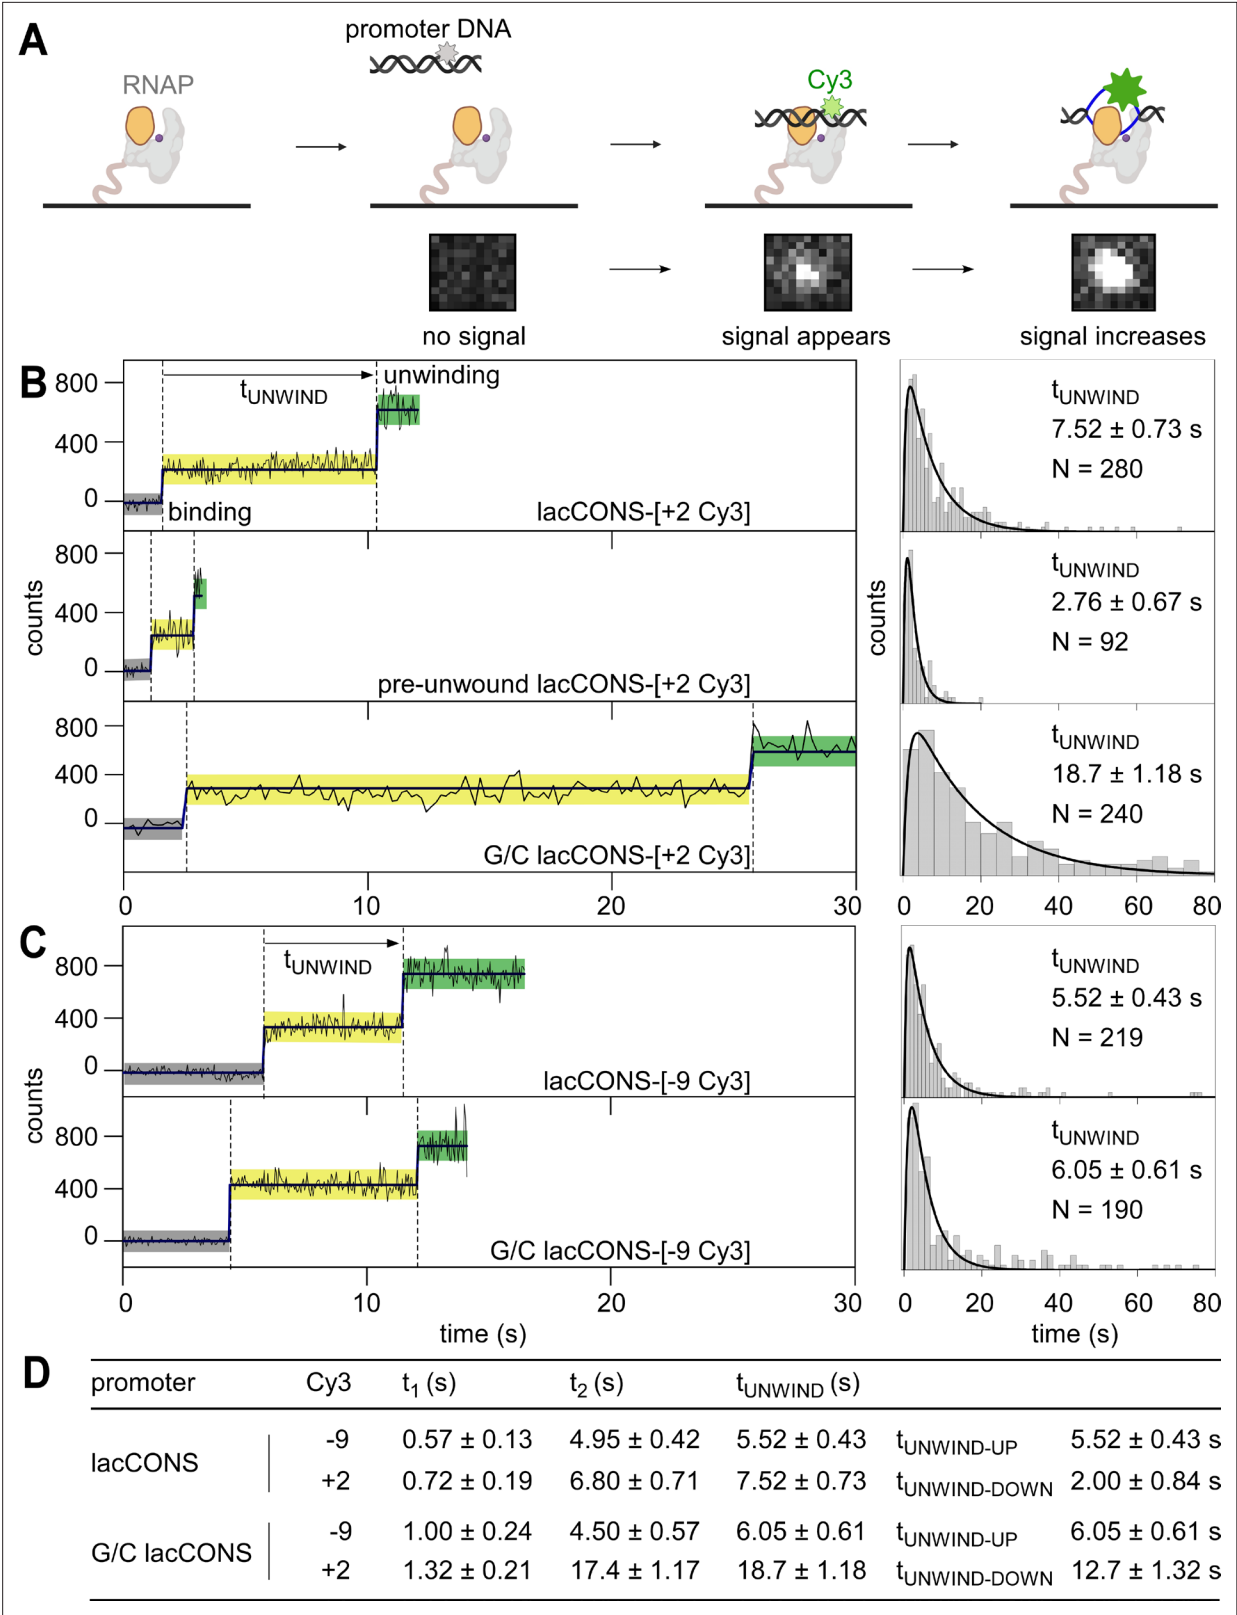 A
promoter DNA
RNAP
Cy3
no signal
signal appears
signal increases
B
800
400
0
tUNWIND
unwinding
binding
lacCONS-[+2 Cy3]
tUNWIND
7.52 ± 0.73 s
N = 280
800
400
0
counts
pre-unwound lacCONS-[+2 Cy3]
counts
tUNWIND
2.76 ± 0.67 s
N = 92
800
400
0
G/C lacCONS-[+2 Cy3]
tUNWIND
18.7 ± 1.18 s
N = 240
0 10 20 30
0 20 40 60 80
C
800
400
0
tUNWIND
lacCONS-[-9 Cy3]
tUNWIND
5.52 ± 0.43 s
N = 219
counts
800
400
0
G/C lacCONS-[-9 Cy3]
tUNWIND
6.05 ± 0.61 s
N = 190
0 10 20 30
time (s)
0 20 40 60 80
time (s)
D
promoter Cy3 t1 (s) t2 (s) tUNWIND (s)
lacCONS
-9 0.57 ± 0.13 4.95 ± 0.42 5.52 ± 0.43 tUNWIND-UP 5.52 ± 0.43 s
+2 0.72 ± 0.19 6.80 ± 0.71 7.52 ± 0.73 tUNWIND-DOWN 2.00 ± 0.84 s
G/C lacCONS
-9 1.00 ± 0.24 4.50 ± 0.57 6.05 ± 0.61 tUNWIND-UP 6.05 ± 0.61 s
+2 1.32 ± 0.21 17.4 ± 1.17 18.7 ± 1.18 tUNWIND-DOWN 12.7 ± 1.32 s